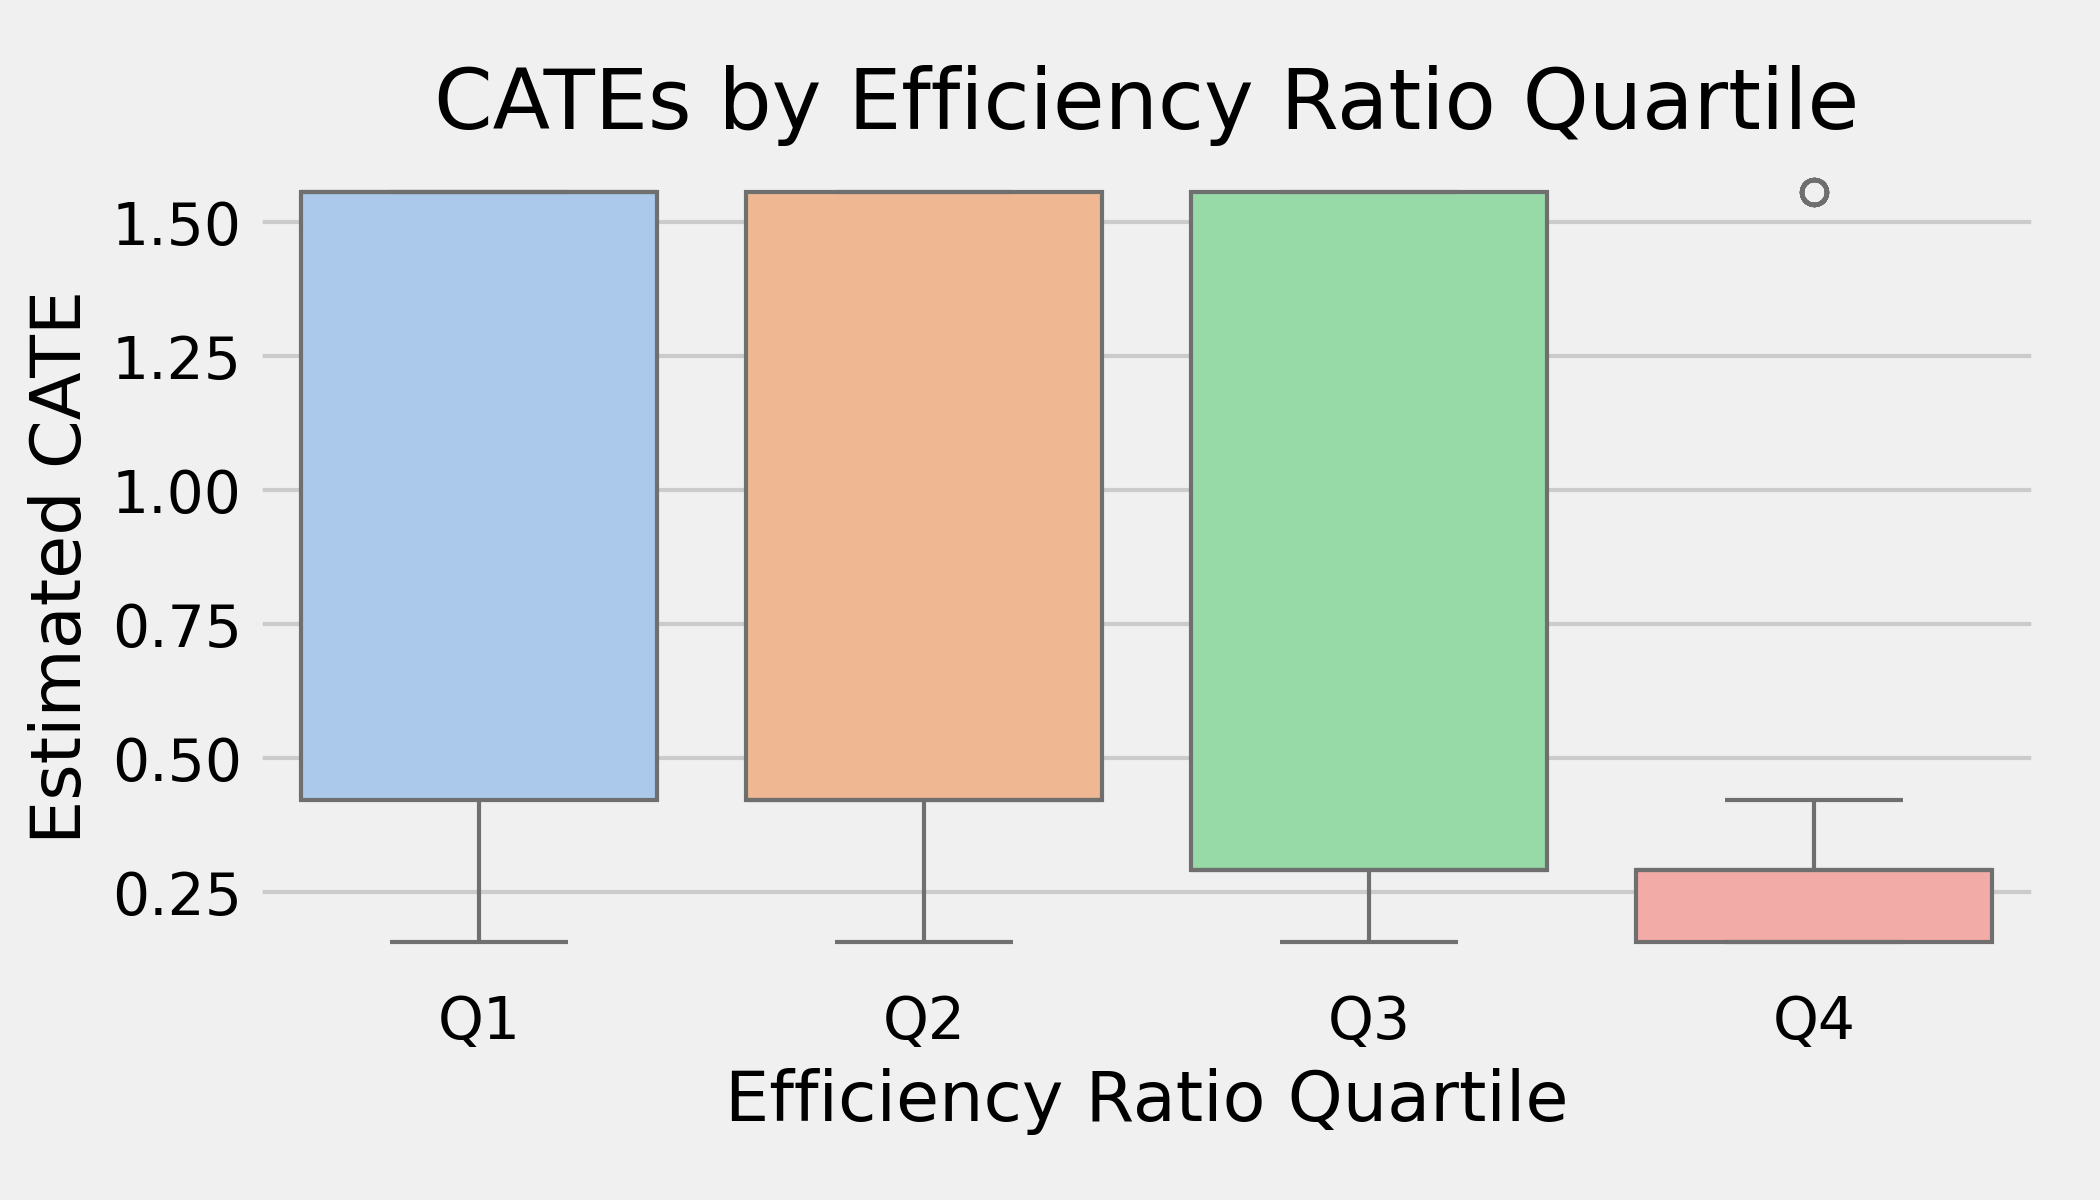 CATEs by Efficiency Ratio Quartile
Estimated CATE
1.50
1.25
1.00
0.75
0.50
0.25
Q1 Q2 Q3 Q4
Efficiency Ratio Quartile